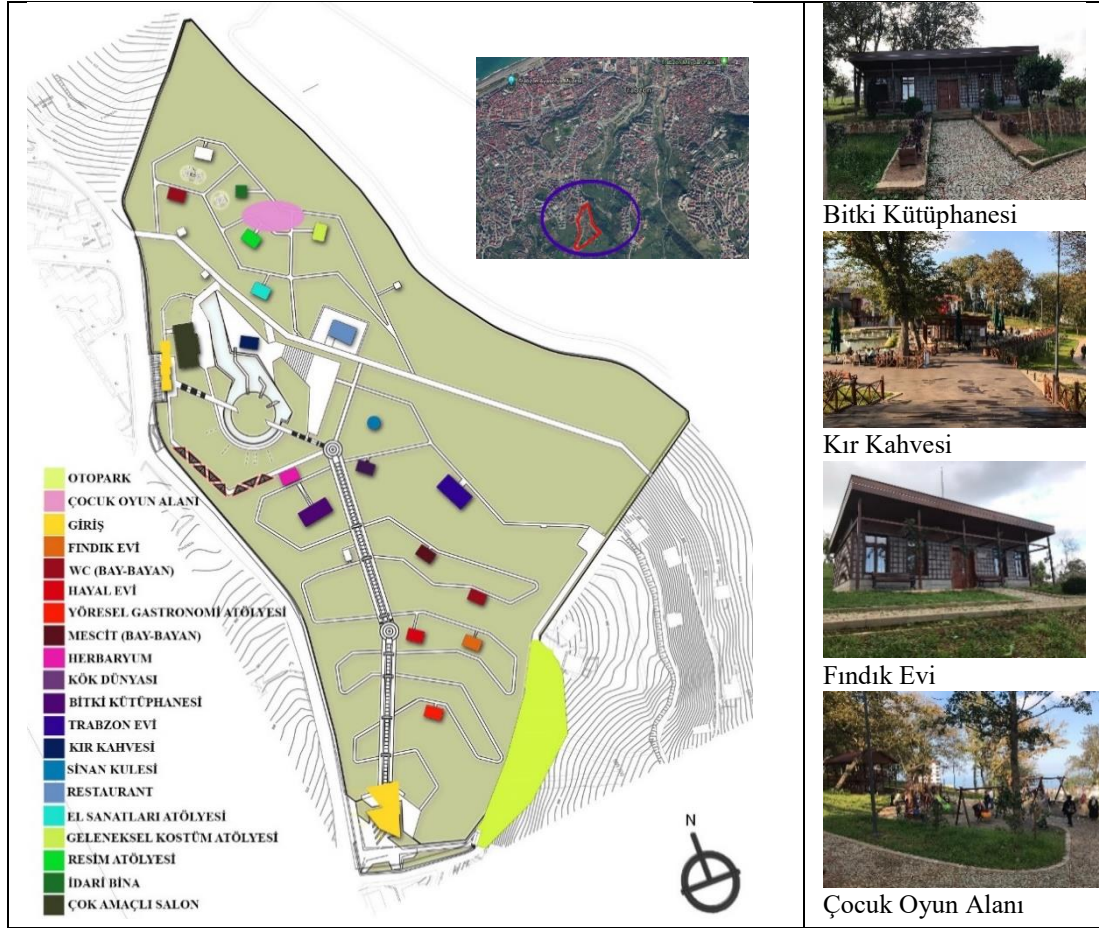 OTOPARK
ÇOCUK OYUN ALANI
GİRİŞ
FINDIK EVİ
WC (BAY-BAYAN)
HAYAL EVİ
YÖRESEL GASTRONOMİ ATÖLYESİ
MESCİT (BAY-BAYAN)
HERBARYUM
KÖK DÜNYASI
BİTKİ KÜTÜPHANESİ
TRABZON EVİ
KIR KAHVESİ
SİNAN KULESİ
RESTAURANT
EL SANATLARI ATÖLYESİ
GELENEKSEL KOSTÜM ATÖLYESİ
RESİM ATÖLYESİ
İDARİ BİNA
ÇOK AMAÇLI SALON
N
Bitki Kütüphanesi
Kır Kahvesi
Fındık Evi
Çocuk Oyun Alanı